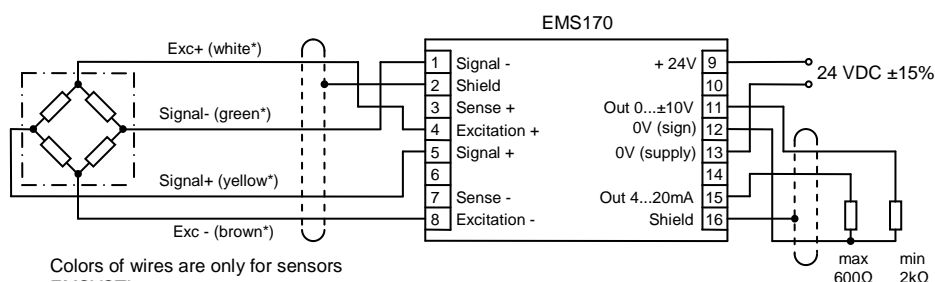 EMS170
Exc+ (white*)
Signal- (green*)
Signal+ (yellow*)
Exc - (brown*)
1 Signal -
2 Shield
3 Sense +
4 Excitation +
5 Signal +
6
7 Sense -
8 Excitation -
+ 24V 9
10
Out 0...±10V 11
0V (sign) 12
0V (supply) 13
14
Out 4...20mA 15
Shield 16
24 VDC ±15%
max
600Ω
min
2kΩ
Colors of wires are only for sensors